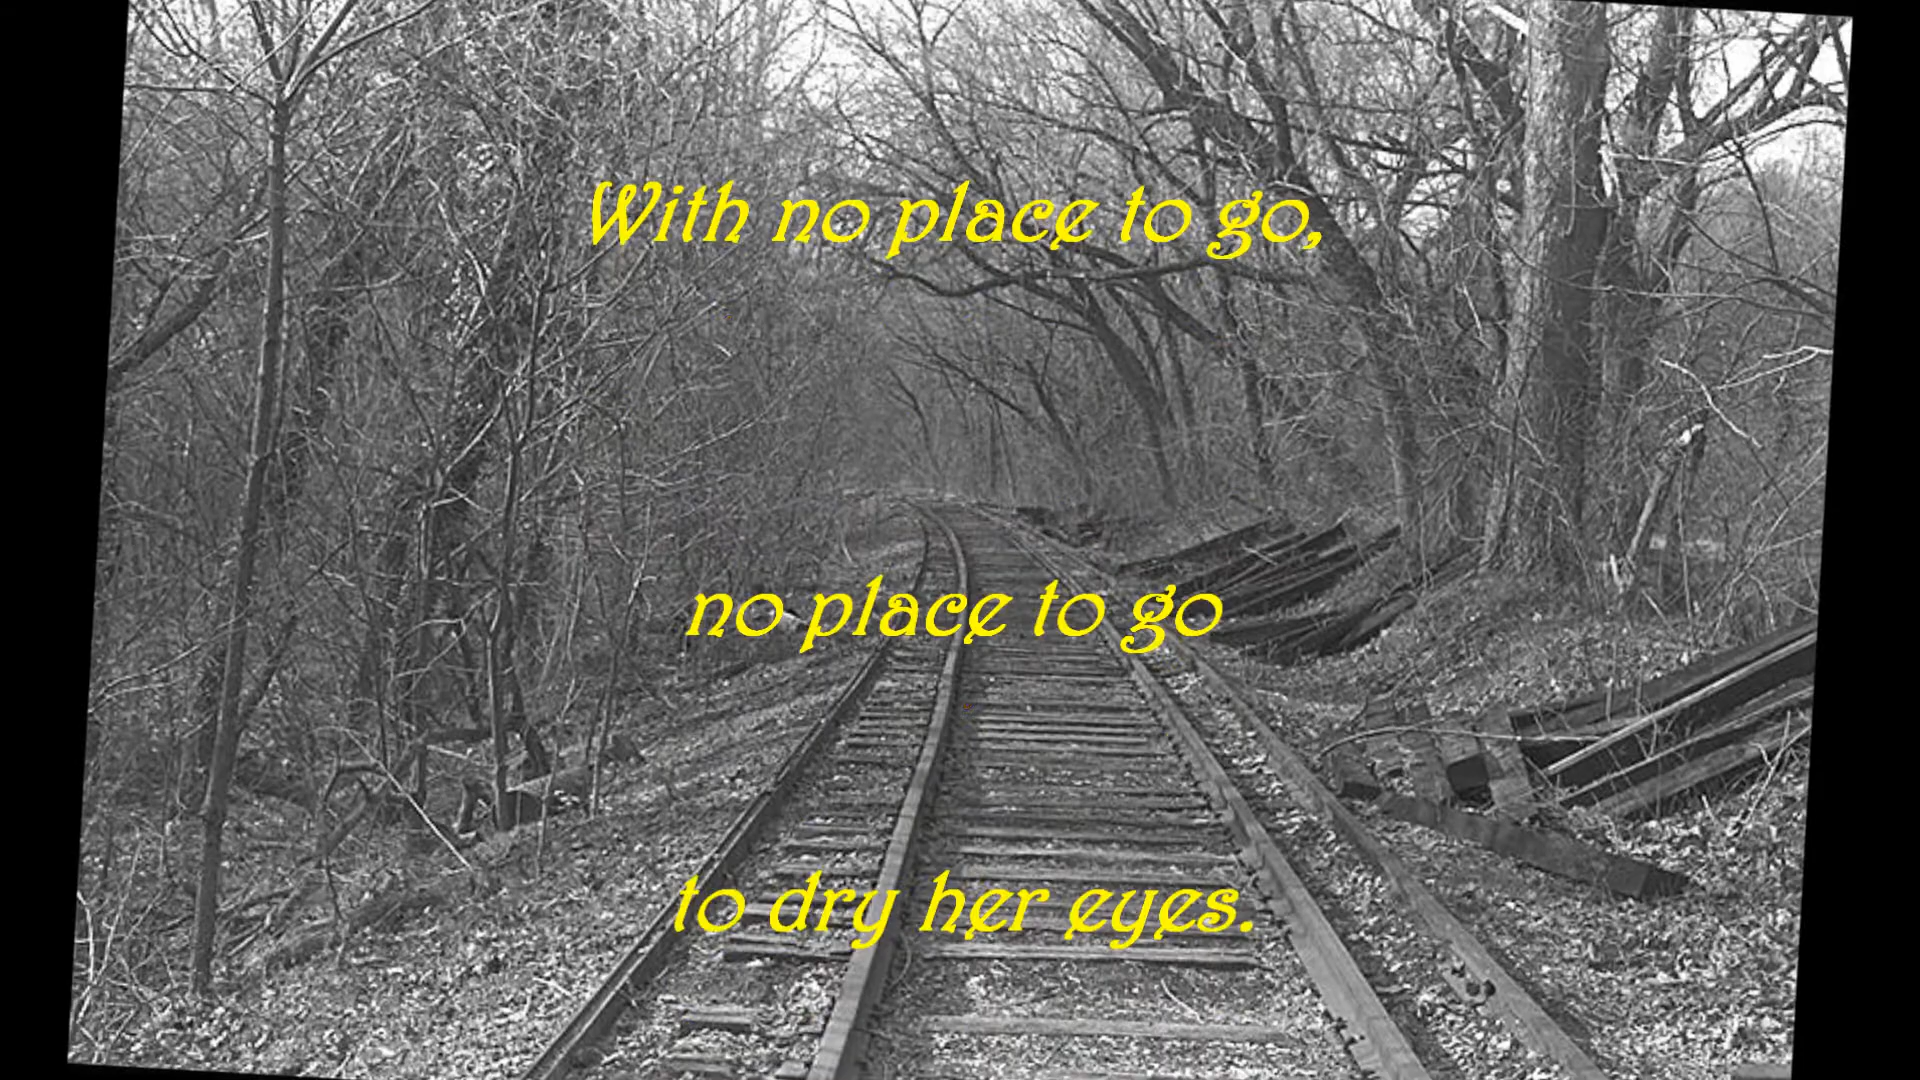 With no place to go,
no place to go
to dry her eyes.